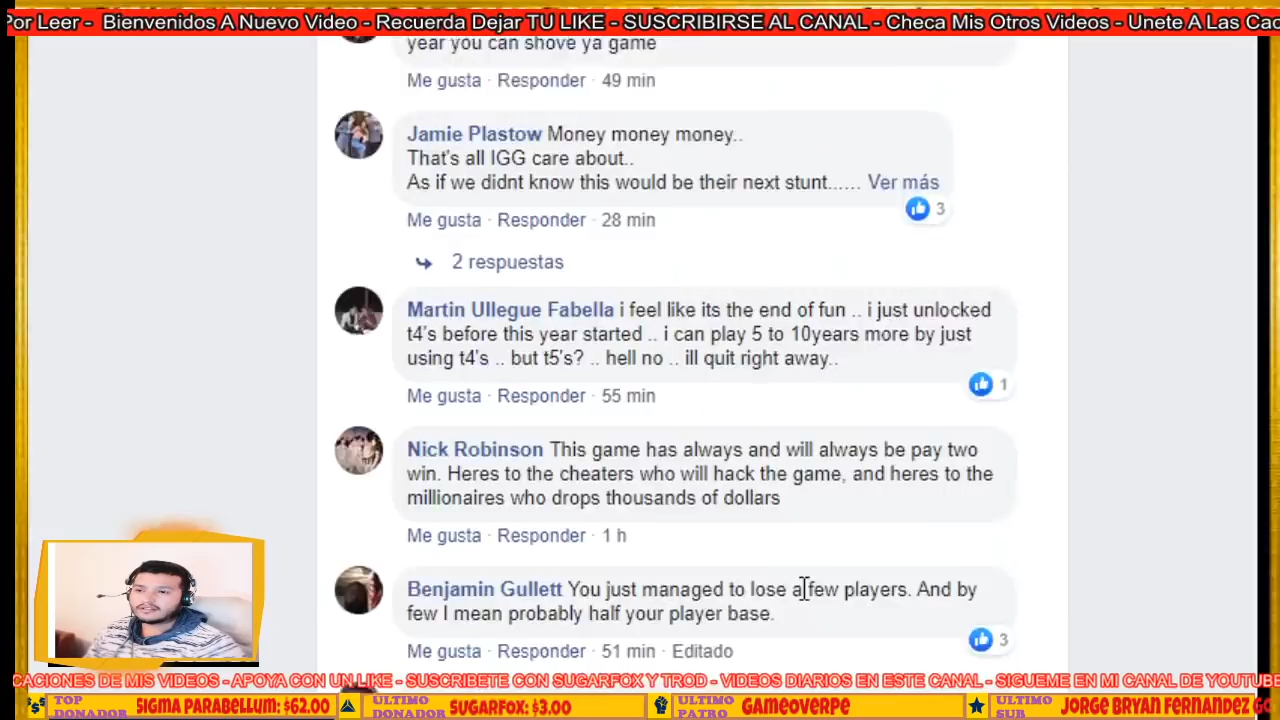 Por Leer - Bienvenidos A Nuevo Video - Recuerda Dejar TU LIKE - SUSCRIBIRSE AL CANAL - Checa Mis Otros Videos - Unete A Las
year you can shove ya game
Me gusta · Responder · 49 min
Jamie Plastow Money money money..
That's all IGG care about..
As if we didnt know this would be their next stunt...... Ver más
3
Me gusta · Responder · 28 min
2 respuestas
Martin Ullegue Fabella i feel like its the end of fun .. i just unlocked
t4's before this year started .. i can play 5 to 10years more by just
using t4's .. but t5's? .. hell no .. ill quit right away..
1
Me gusta · Responder · 55 min
Nick Robinson This game has always and will always be pay two
win. Heres to the cheaters who will hack the game, and heres to the
millionaires who drops thousands of dollars
Me gusta · Responder · 1 h
Benjamin Gullett You just managed to lose a few players. And by
few I mean probably half your player base.
3
Me gusta · Responder · 51 min · Editado
CACIONES DE MIS VIDEOS - APOYA CON UN LIKE - SUSCRIBETE CON SUGARFOX Y TROD - VIDEOS DIARIOS EN ESTE CANAL - SIGUEME EN MI CANAL DE YOUTUBE
TOP DONADOR SIGMA PARABELLUM: $62.00 ULTIMO DONADOR SUGARFOX: $3.00 ULTIMO PATRO GAMEOVERPE ULTIMO SUB JORGE BRYAN FERNANDEZ GO